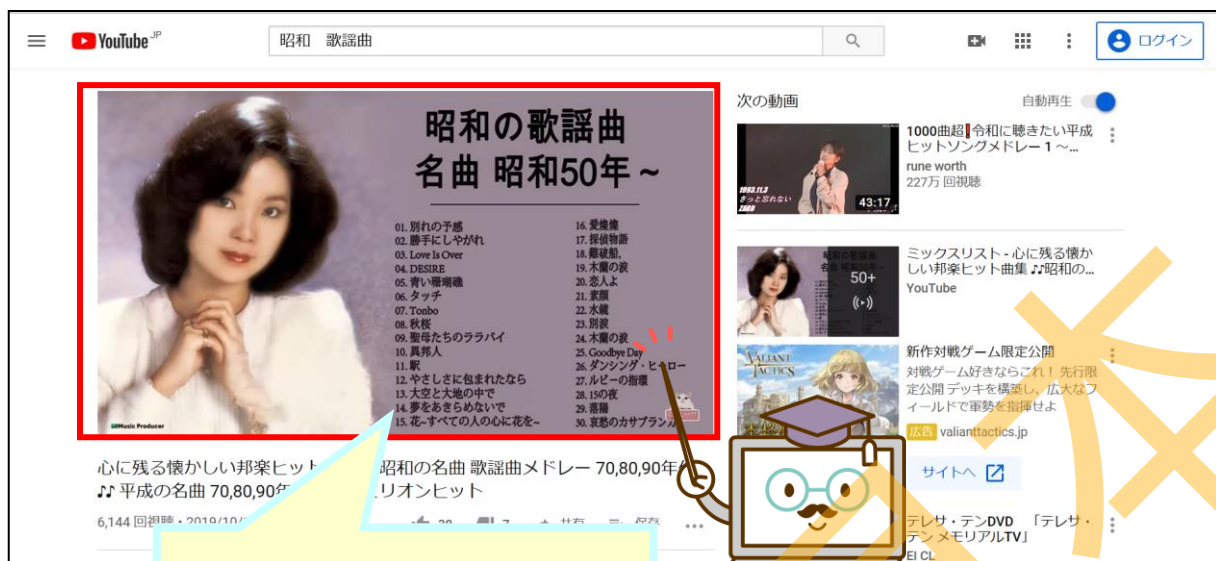 YouTube JP
昭和 歌謡曲
ログイン
昭和の歌謡曲
名曲 昭和50年～
01. 別れの予感
02. 勝手にしやがれ
03. Love Is Over
04. DESIRE
05. 青い珊瑚礁
06. タッチ
07. Tonbo
08. 秋桜
09. 聖母たちのララバイ
10. 異邦人
11. 駅
12. やさしさに包まれたなら
13. 大空と大地の中で
14. 夢をあきらめないで
15. 花~すべての人の心に花を~
16. 愛燦燦
17. 探偵物語
18. 難破船,
19. 木蘭の涙
20. 恋人よ
21. 素顔
22. 水鏡
23. 別涙
24. 木蘭の涙
25. Goodbye Day
26. ダンシング・ヒーロー
27. ルビーの指環
28. 15の夜
29. 落陽
30. 哀愁のカサブランカ
Music Producer
心に残る懐かしい邦楽ヒット
昭和の名曲 歌謡曲メドレー 70,80,90年
♪♪ 平成の名曲 70,80,90年
リオンヒット
6,144 回視聴・2019/10/
共有
保存
次の動画
自動再生
1000曲超❗令和に聴きたい平成
ヒットソングメドレー 1 ～...
rune worth
227万 回視聴
1993.11.3
きっと忘れない
ZARD
43:17
ミックスリスト - 心に残る懐か
しい邦楽ヒット曲集 ♪♪昭和の...
YouTube
50+
新作対戦ゲーム限定公開
対戦ゲーム好きならこれ！ 先行限
定公開 デッキを構築し、広大なフ
ィールドで軍勢を指揮せよ
広告 valianttactics.jp
VALIANT
TACTICS
サイトへ
テレサ・テンDVD 「テレサ・
テン メモリアルTV」
EI CL